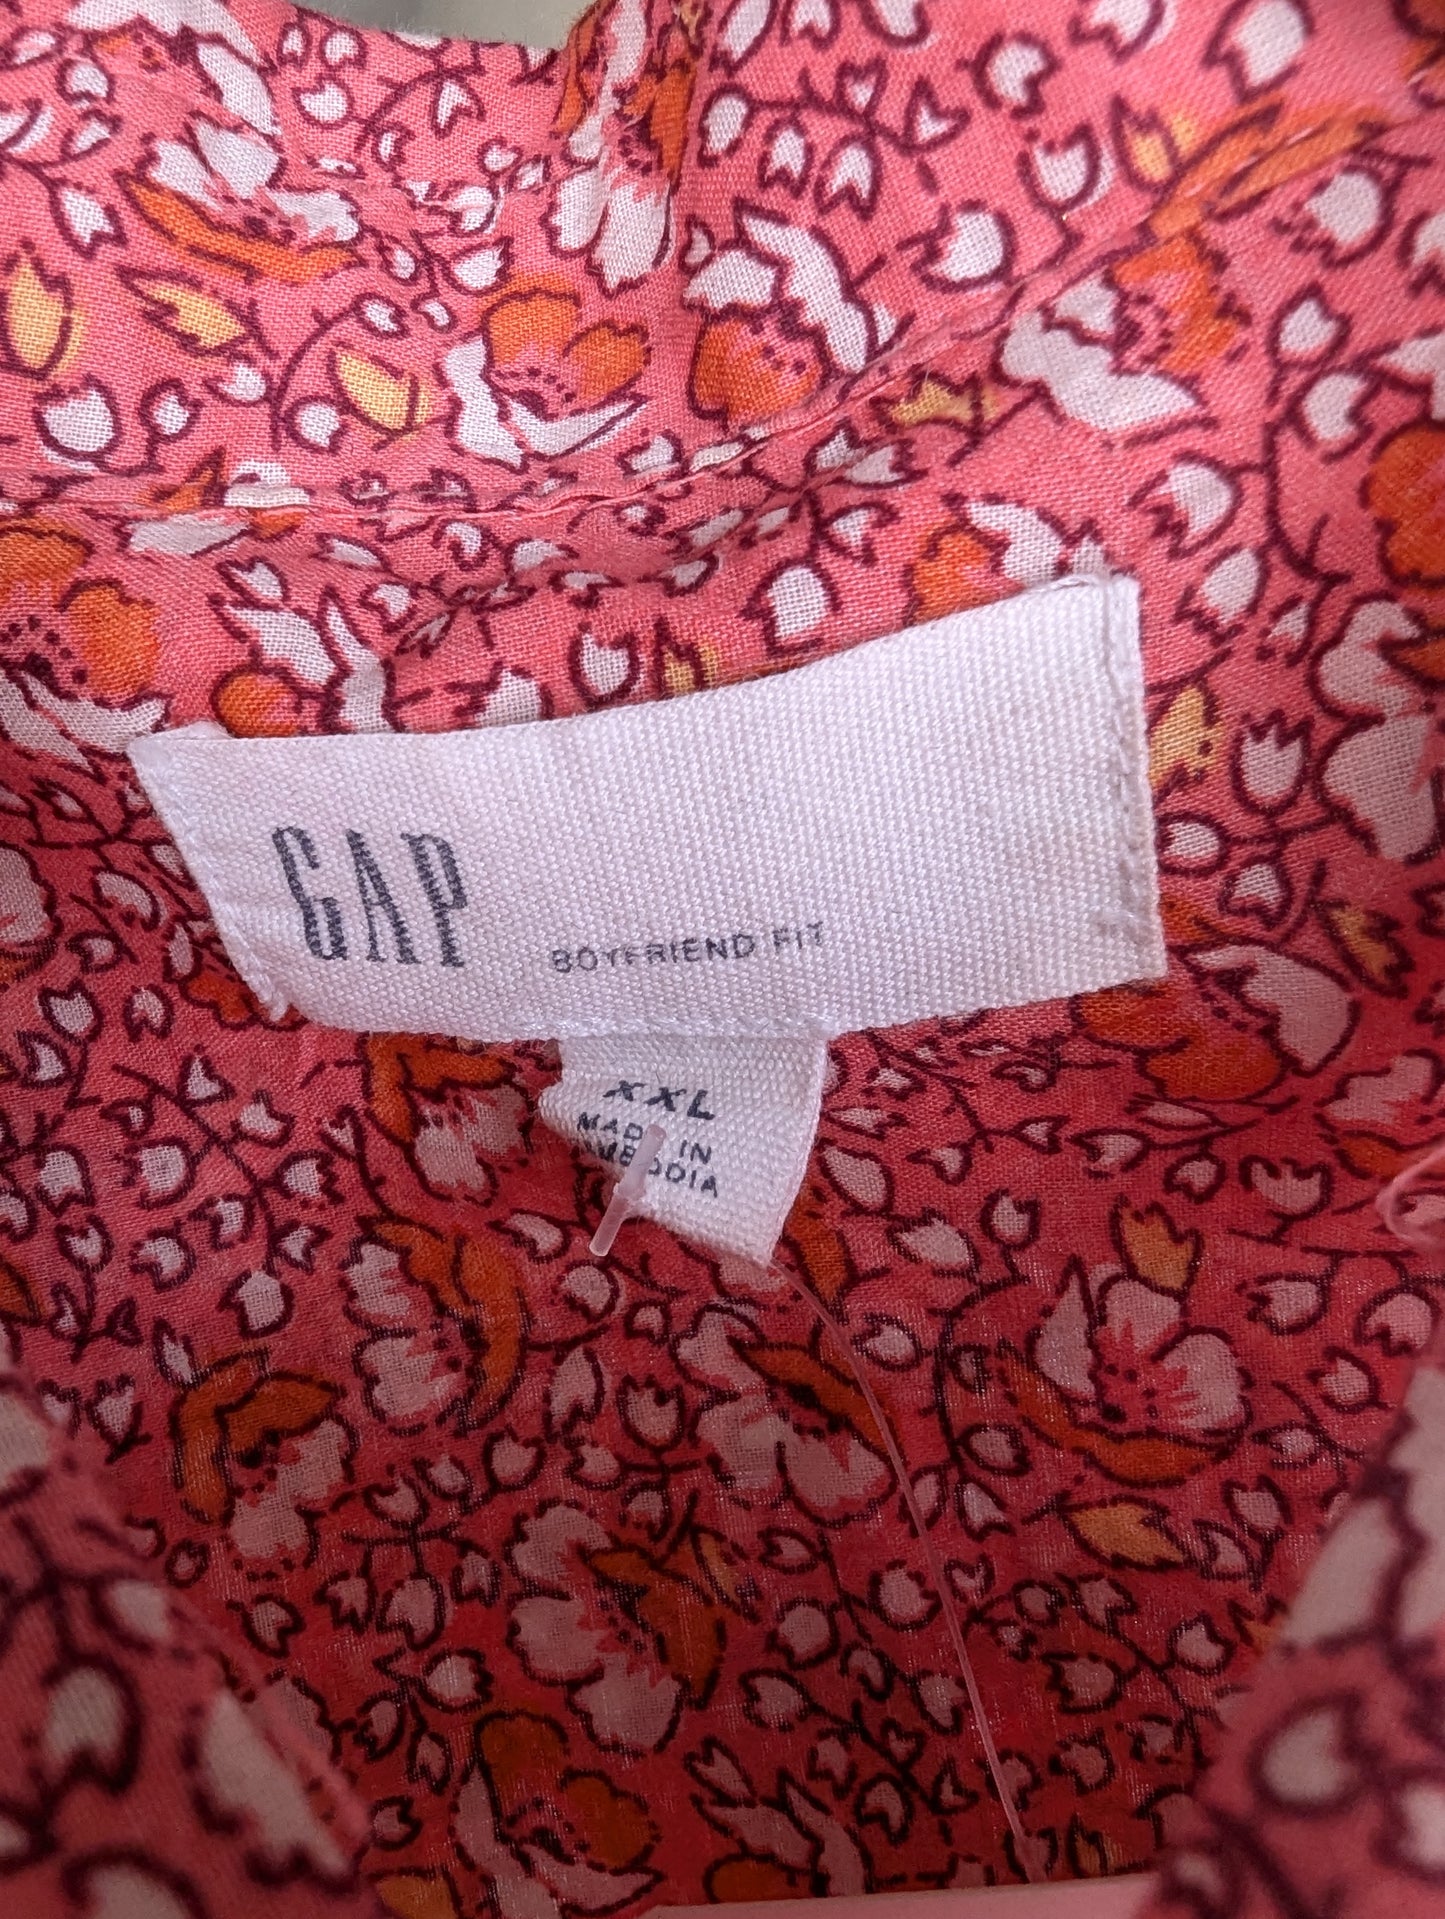 GAP BOYFRIEND FIT
XXL
MADE IN
CAMBODIA